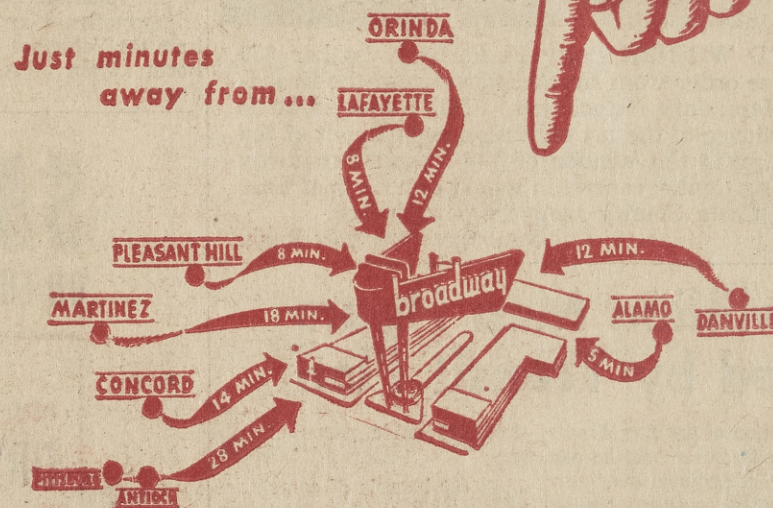 ORINDA
Just minutes
away from...
LAFAYETTE
8 MIN
12 MIN.
PLEASANT HILL
8 MIN.
12 MIN.
broadway
MARTINEZ
18 MIN.
ALAMO
DANVILLE
5 MIN
CONCORD
14 MIN.
28 MIN.
ANTIOCH